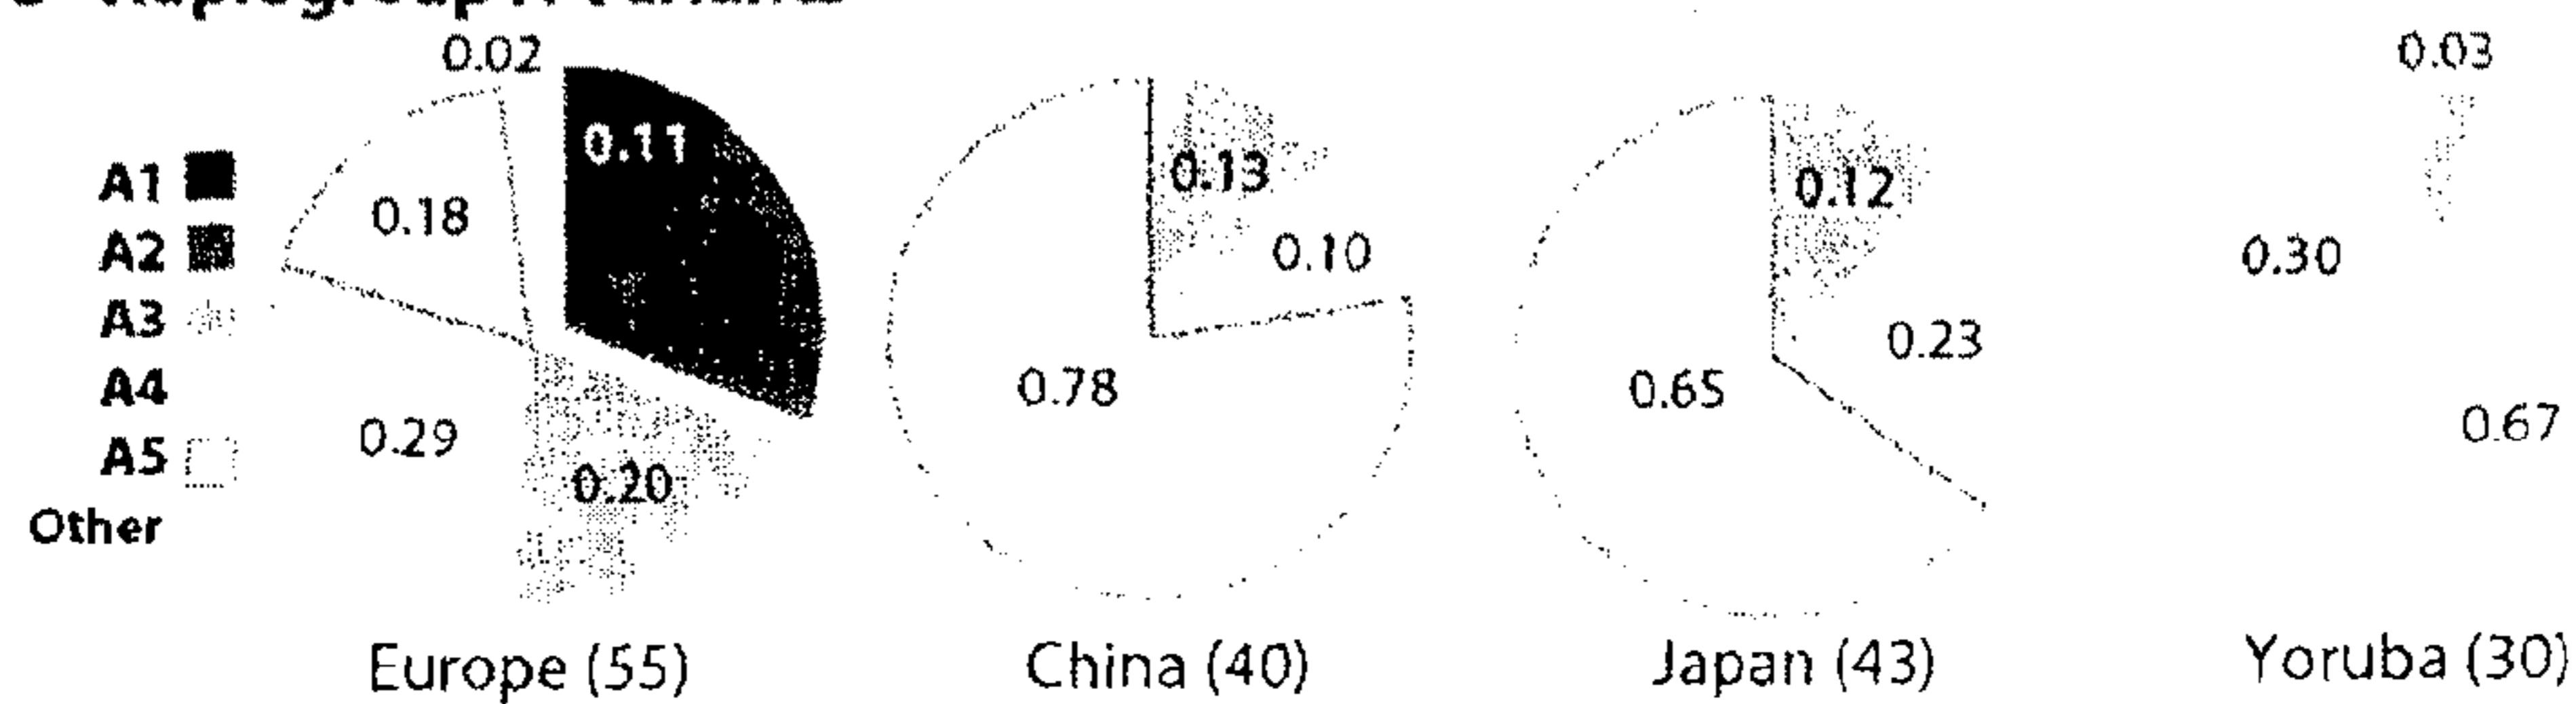 0.02 0.03
0.11
A1 0.13 0.12
0.18
A2 0.10 0.30
A3 0.23
A4 0.78 0.65
0.29 0.67
A5 0.20
Other
Europe (55) China (40) Japan (43) Yoruba (30)